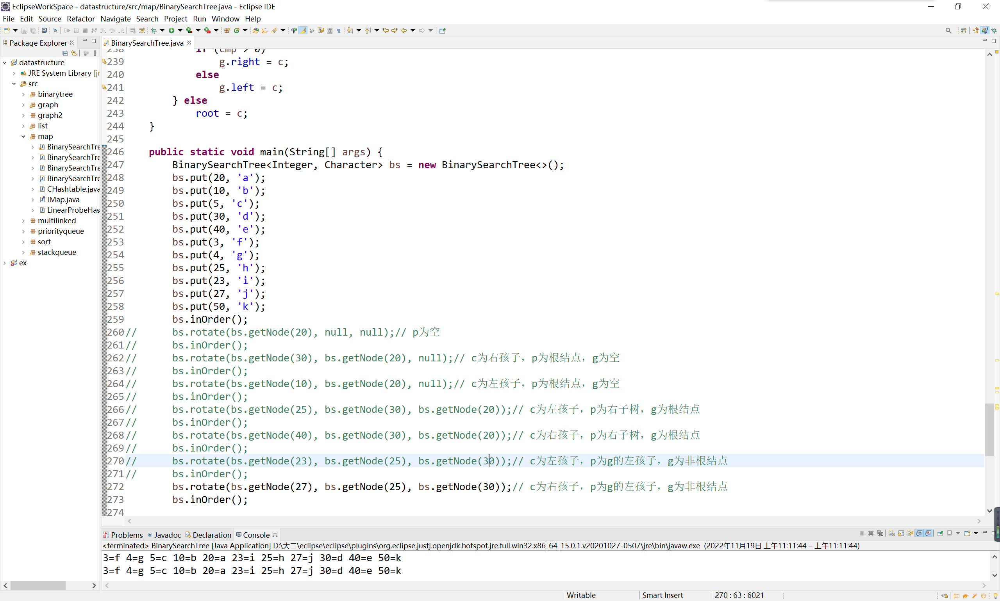 EclipseWorkSpace - datastructure/src/map/BinarySearchTree.java - Eclipse IDE
File Edit Source Refactor Navigate Search Project Run Window Help
Package Explorer
datastructure
JRE System Library [jr
src
binarytree
graph
graph2
list
map
BinarySearchTre
BinarySearchTre
BinarySearchTre
BinarySearchTre
CHashtable.java
IMap.java
LinearProbeHas
multilinked
priorityqueue
sort
stackqueue
ex
BinarySearchTree.java
238             if (cmp > 0)
239                 g.right = c;
240             else
241                 g.left = c;
242         } else
243             root = c;
244     }
245
246     public static void main(String[] args) {
247         BinarySearchTree<Integer, Character> bs = new BinarySearchTree<>();
248         bs.put(20, 'a');
249         bs.put(10, 'b');
250         bs.put(5, 'c');
251         bs.put(30, 'd');
252         bs.put(40, 'e');
253         bs.put(3, 'f');
254         bs.put(4, 'g');
255         bs.put(25, 'h');
256         bs.put(23, 'i');
257         bs.put(27, 'j');
258         bs.put(50, 'k');
259         bs.inOrder();
260 //      bs.rotate(bs.getNode(20), null, null);// p为空
261 //      bs.inOrder();
262 //      bs.rotate(bs.getNode(30), bs.getNode(20), null);// c为右孩子，p为根结点，g为空
263 //      bs.inOrder();
264 //      bs.rotate(bs.getNode(10), bs.getNode(20), null);// c为左孩子，p为根结点，g为空
265 //      bs.inOrder();
266 //      bs.rotate(bs.getNode(25), bs.getNode(30), bs.getNode(20));// c为左孩子，p为右子树，g为根结点
267 //      bs.inOrder();
268 //      bs.rotate(bs.getNode(40), bs.getNode(30), bs.getNode(20));// c为右孩子，p为右子树，g为根结点
269 //      bs.inOrder();
270 //      bs.rotate(bs.getNode(23), bs.getNode(25), bs.getNode(30));// c为左孩子，p为g的左孩子，g为非根结点
271 //      bs.inOrder();
272         bs.rotate(bs.getNode(27), bs.getNode(25), bs.getNode(30));// c为右孩子，p为g的左孩子，g为非根结点
273         bs.inOrder();
274
Problems Javadoc Declaration Console
<terminated> BinarySearchTree [Java Application] D:\大二\eclipse\eclipse\plugins\org.eclipse.justj.openjdk.hotspot.jre.full.win32.x86_64_15.0.1.v20201027-0507\jre\bin\javaw.exe (2022年11月19日 上午11:11:44 – 上午11:11:44)
3=f 4=g 5=c 10=b 20=a 23=i 25=h 27=j 30=d 40=e 50=k
3=f 4=g 5=c 10=b 20=a 23=i 25=h 27=j 30=d 40=e 50=k
Writable Smart Insert 270 : 63 : 6021